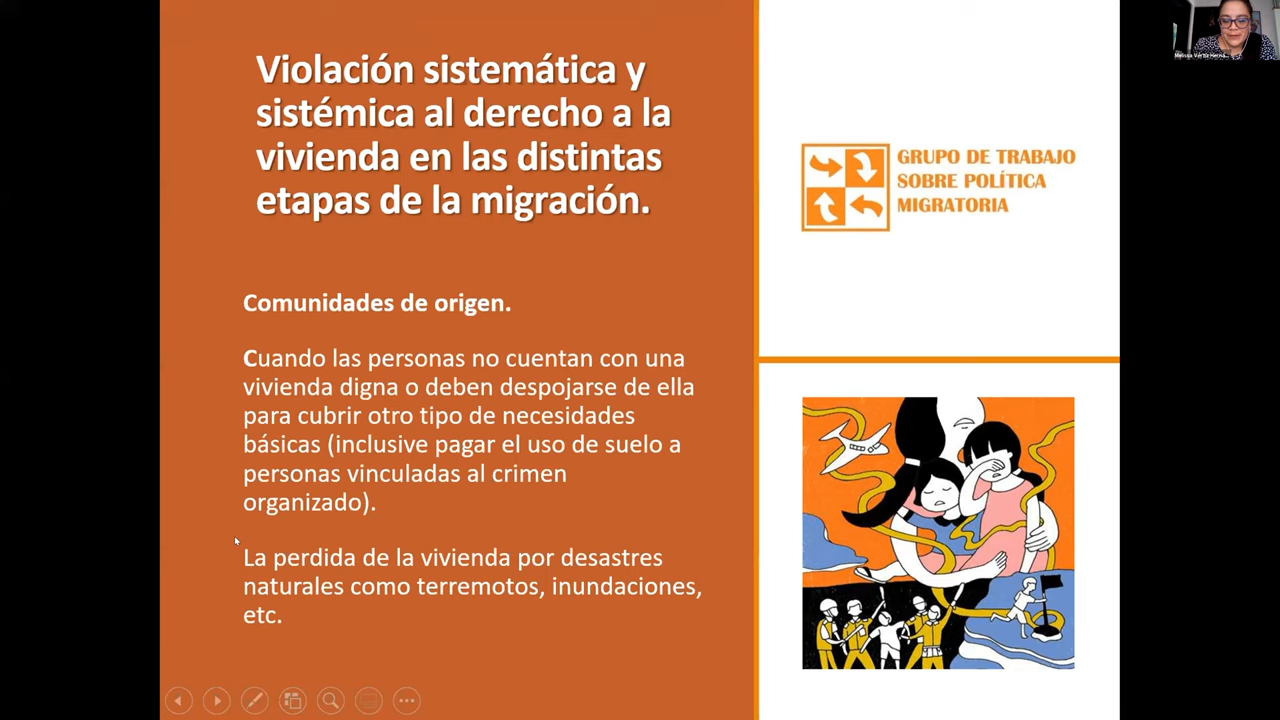 Violación sistemática y
sistémica al derecho a la
vivienda en las distintas
etapas de la migración.
Comunidades de origen.
Cuando las personas no cuentan con una
vivienda digna o deben despojarse de ella
para cubrir otro tipo de necesidades
básicas (inclusive pagar el uso de suelo a
personas vinculadas al crimen
organizado).
La perdida de la vivienda por desastres
naturales como terremotos, inundaciones,
etc.
GRUPO DE TRABAJO
SOBRE POLÍTICA
MIGRATORIA